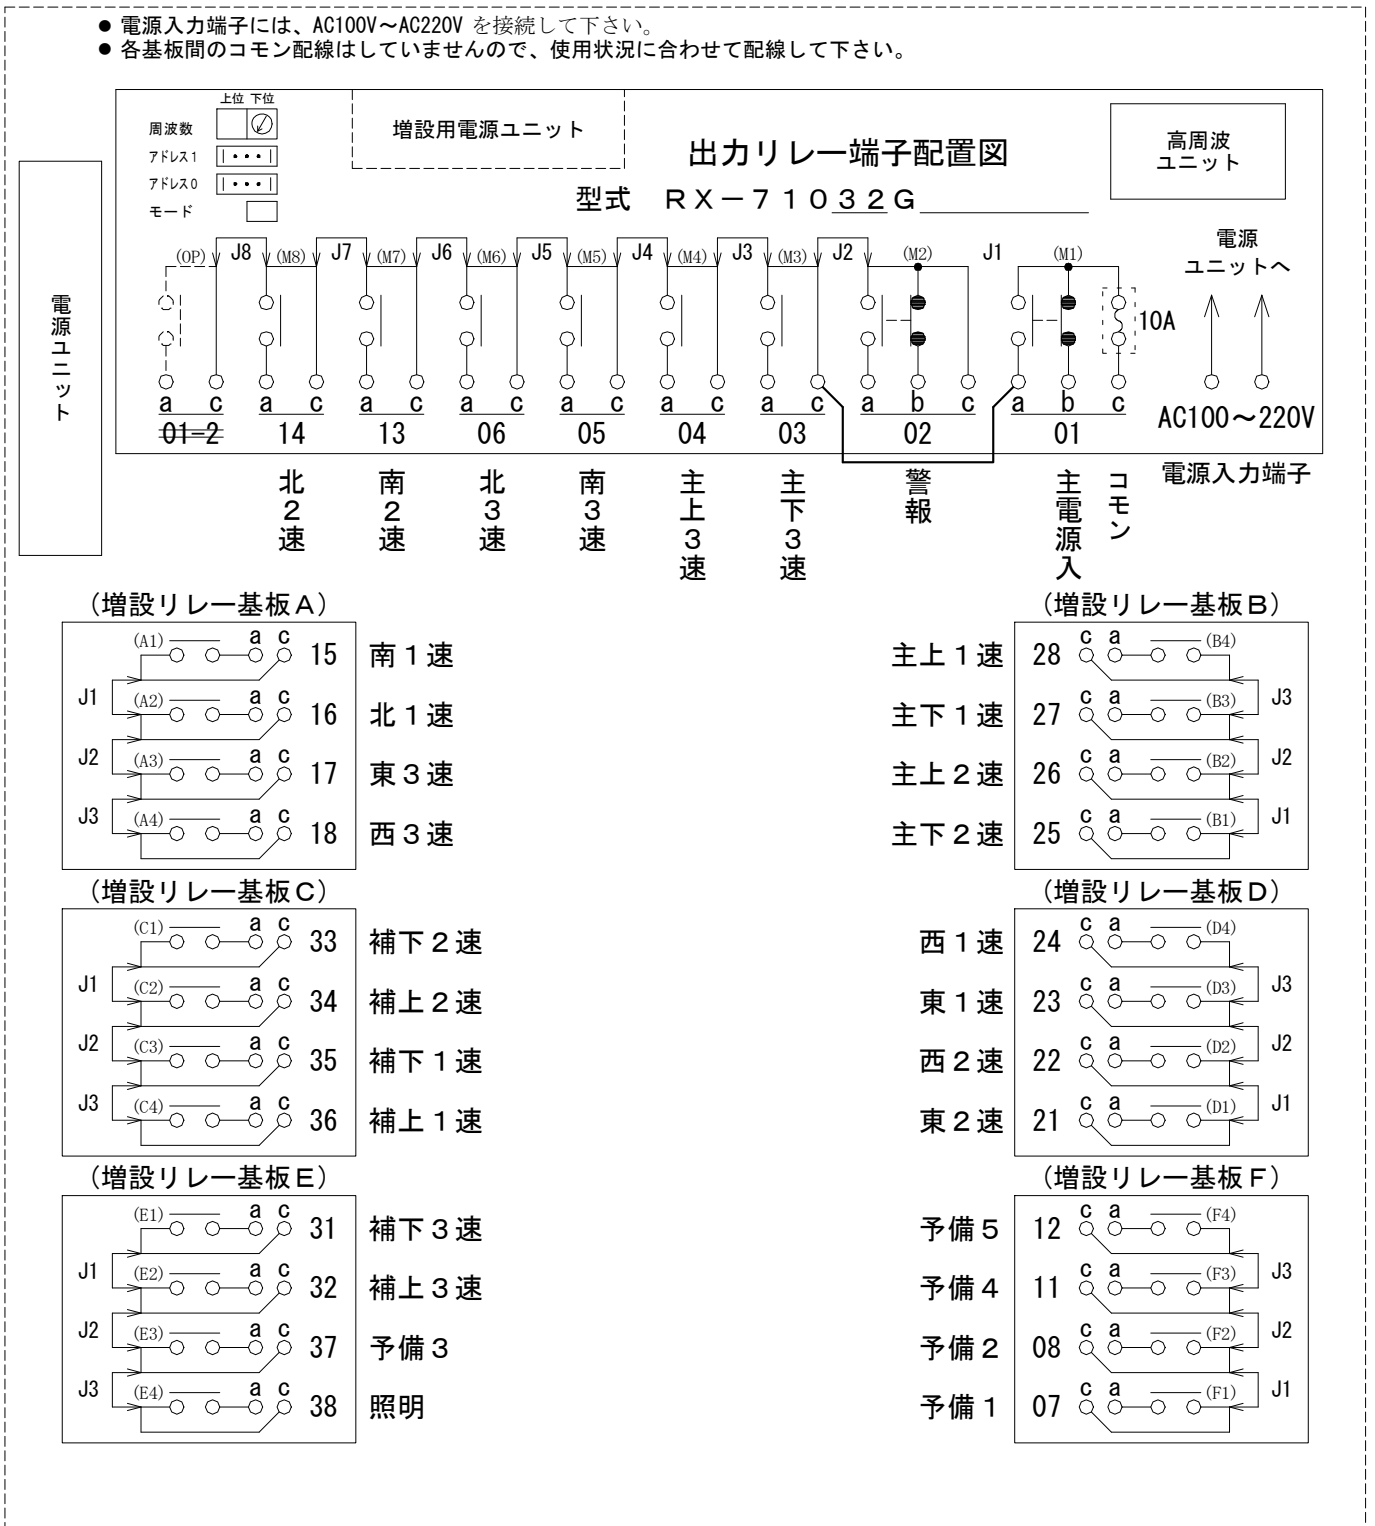 ● 電源入力端子には、AC100V～AC220V を接続して下さい。
● 各基板間のコモン配線はしていませんので、使用状況に合わせて配線して下さい。
上位 下位
周波数
アドレス1
アドレス0
モード
増設用電源ユニット
出力リレー端子配置図
型式 ＲＸ－７１０３２Ｇ
高周波
ユニット
電源
ユニットへ
電源ユニット
(OP) J8 (M8) J7 (M7) J6 (M6) J5 (M5) J4 (M4) J3 (M3) J2 (M2) J1 (M1)
10A
a c a c a c a c a c a c a c a b c a b c
01-2 14 13 06 05 04 03 02 01
AC100～220V
電源入力端子
北２速
南２速
北３速
南３速
主上３速
主下３速
警報
主電源入
コモン
（増設リレー基板Ａ）
(A1) a c 15 南１速
J1
(A2) a c 16 北１速
J2
(A3) a c 17 東３速
J3
(A4) a c 18 西３速
（増設リレー基板Ｂ）
主上１速 28 c a (B4)
J3
主下１速 27 c a (B3)
J2
主上２速 26 c a (B2)
J1
主下２速 25 c a (B1)
（増設リレー基板Ｃ）
(C1) a c 33 補下２速
J1
(C2) a c 34 補上２速
J2
(C3) a c 35 補下１速
J3
(C4) a c 36 補上１速
（増設リレー基板Ｄ）
西１速 24 c a (D4)
J3
東１速 23 c a (D3)
J2
西２速 22 c a (D2)
J1
東２速 21 c a (D1)
（増設リレー基板Ｅ）
(E1) a c 31 補下３速
J1
(E2) a c 32 補上３速
J2
(E3) a c 37 予備３
J3
(E4) a c 38 照明
（増設リレー基板Ｆ）
予備５ 12 c a (F4)
J3
予備４ 11 c a (F3)
J2
予備２ 08 c a (F2)
J1
予備１ 07 c a (F1)